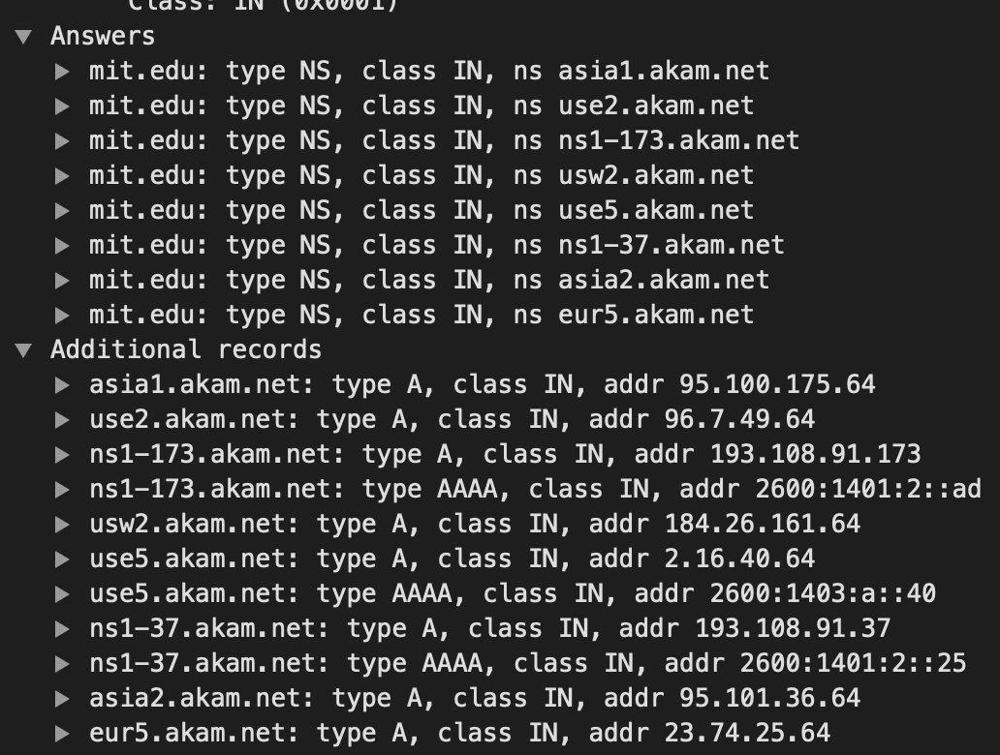 Class: IN (0x0001)
Answers
mit.edu: type NS, class IN, ns asia1.akam.net
mit.edu: type NS, class IN, ns use2.akam.net
mit.edu: type NS, class IN, ns ns1-173.akam.net
mit.edu: type NS, class IN, ns usw2.akam.net
mit.edu: type NS, class IN, ns use5.akam.net
mit.edu: type NS, class IN, ns ns1-37.akam.net
mit.edu: type NS, class IN, ns asia2.akam.net
mit.edu: type NS, class IN, ns eur5.akam.net
Additional records
asia1.akam.net: type A, class IN, addr 95.100.175.64
use2.akam.net: type A, class IN, addr 96.7.49.64
ns1-173.akam.net: type A, class IN, addr 193.108.91.173
ns1-173.akam.net: type AAAA, class IN, addr 2600:1401:2::ad
usw2.akam.net: type A, class IN, addr 184.26.161.64
use5.akam.net: type A, class IN, addr 2.16.40.64
use5.akam.net: type AAAA, class IN, addr 2600:1403:a::40
ns1-37.akam.net: type A, class IN, addr 193.108.91.37
ns1-37.akam.net: type AAAA, class IN, addr 2600:1401:2::25
asia2.akam.net: type A, class IN, addr 95.101.36.64
eur5.akam.net: type A, class IN, addr 23.74.25.64